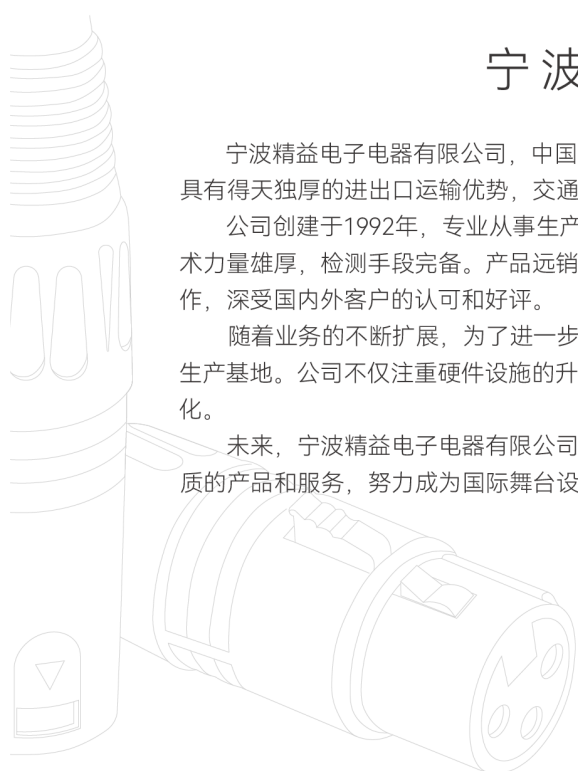 宁波
宁波精益电子电器有限公司，中国
具有得天独厚的进出口运输优势，交通
公司创建于1992年，专业从事生产
术力量雄厚，检测手段完备。产品远销
作，深受国内外客户的认可和好评。
随着业务的不断扩展，为了进一步
生产基地。公司不仅注重硬件设施的升
化。
未来，宁波精益电子电器有限公司
质的产品和服务，努力成为国际舞台设